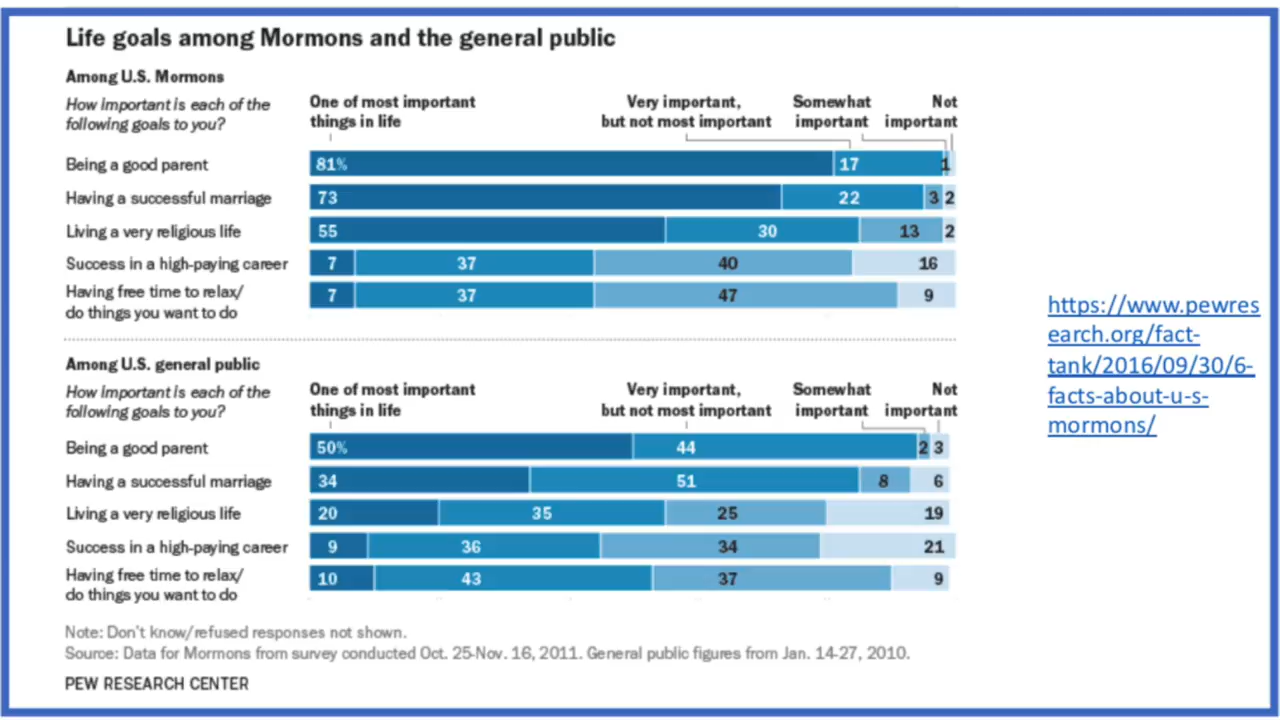 Life goals among Mormons and the general public
Among U.S. Mormons
How important is each of the
following goals to you?
One of most important
things in life
Very important,
but not most important
Somewhat
important
Not
important
Being a good parent 81% 17 1
Having a successful marriage 73 22 3 2
Living a very religious life 55 30 13 2
Success in a high-paying career 7 37 40 16
Having free time to relax/
do things you want to do 7 37 47 9
Among U.S. general public
How important is each of the
following goals to you?
One of most important
things in life
Very important,
but not most important
Somewhat
important
Not
important
Being a good parent 50% 44 2 3
Having a successful marriage 34 51 8 6
Living a very religious life 20 35 25 19
Success in a high-paying career 9 36 34 21
Having free time to relax/
do things you want to do 10 43 37 9
Note: Don't know/refused responses not shown.
Source: Data for Mormons from survey conducted Oct. 25-Nov. 16, 2011. General public figures from Jan. 14-27, 2010.
PEW RESEARCH CENTER
https://www.pewres
earch.org/fact-
tank/2016/09/30/6-
facts-about-u-s-
mormons/